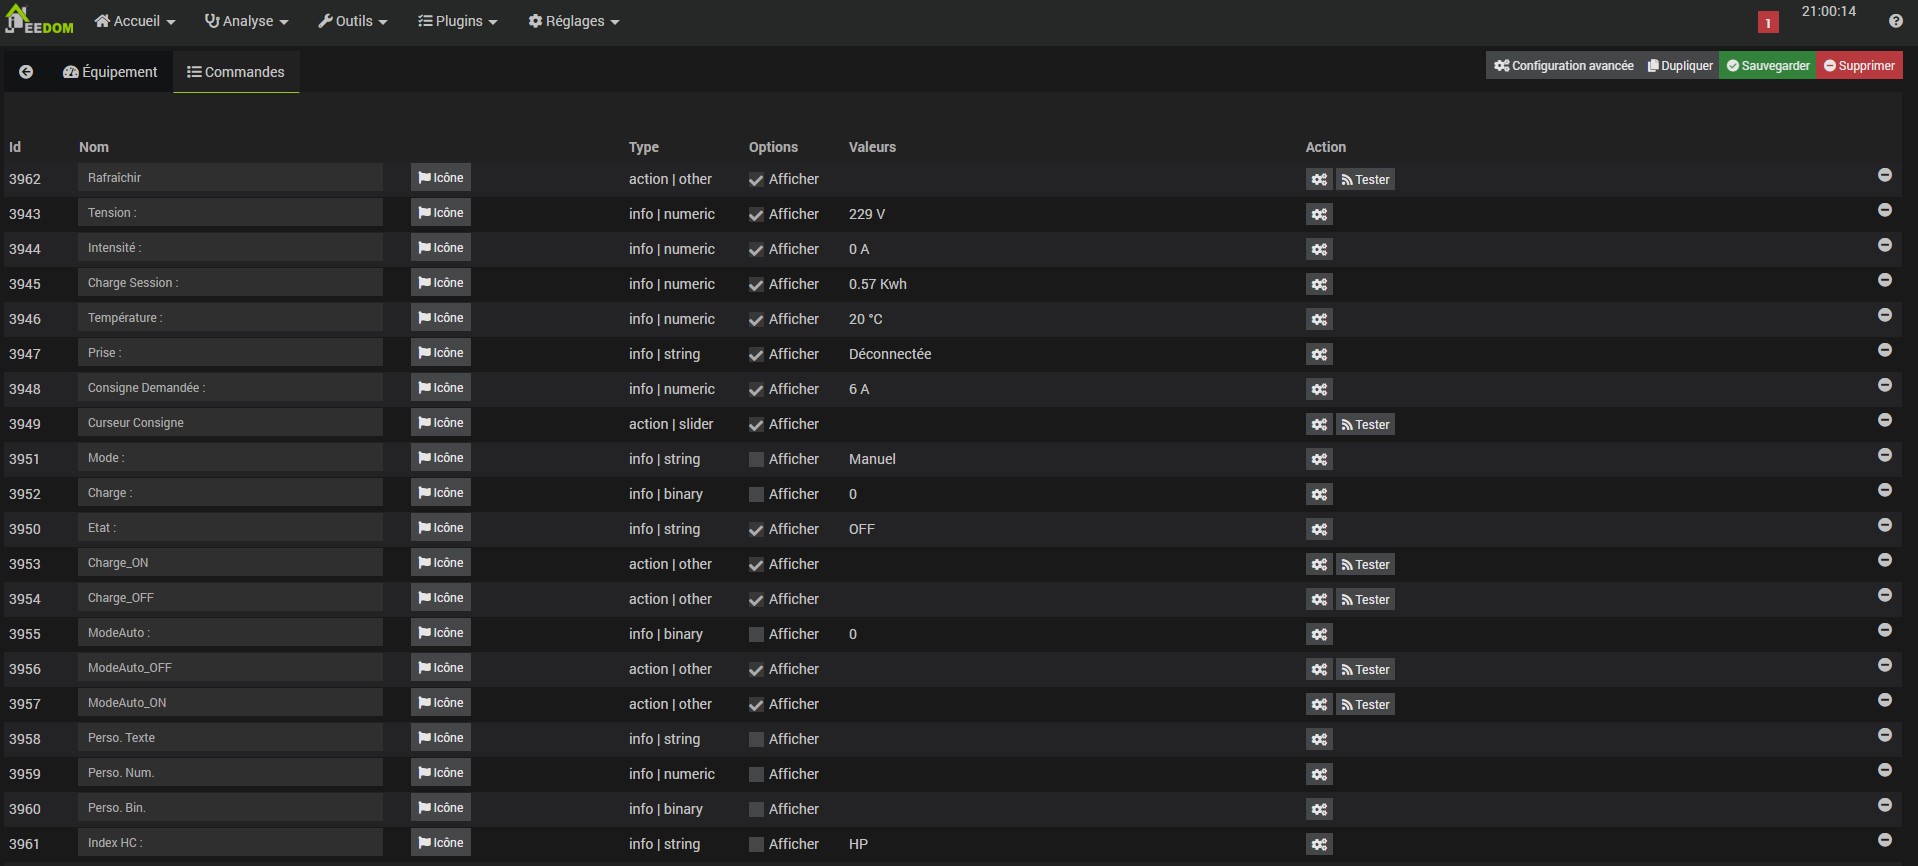 JEEDOM Accueil Analyse Outils Plugins Réglages 1 21:00:14
Équipement Commandes Configuration avancée Dupliquer Sauvegarder Supprimer
Id Nom Type Options Valeurs Action
3962 Rafraîchir Icône action | other Afficher Tester
3943 Tension : Icône info | numeric Afficher 229 V
3944 Intensité : Icône info | numeric Afficher 0 A
3945 Charge Session : Icône info | numeric Afficher 0.57 Kwh
3946 Température : Icône info | numeric Afficher 20 °C
3947 Prise : Icône info | string Afficher Déconnectée
3948 Consigne Demandée : Icône info | numeric Afficher 6 A
3949 Curseur Consigne Icône action | slider Afficher Tester
3951 Mode : Icône info | string Afficher Manuel
3952 Charge : Icône info | binary Afficher 0
3950 Etat : Icône info | string Afficher OFF
3953 Charge_ON Icône action | other Afficher Tester
3954 Charge_OFF Icône action | other Afficher Tester
3955 ModeAuto : Icône info | binary Afficher 0
3956 ModeAuto_OFF Icône action | other Afficher Tester
3957 ModeAuto_ON Icône action | other Afficher Tester
3958 Perso. Texte Icône info | string Afficher
3959 Perso. Num. Icône info | numeric Afficher
3960 Perso. Bin. Icône info | binary Afficher
3961 Index HC : Icône info | string Afficher HP